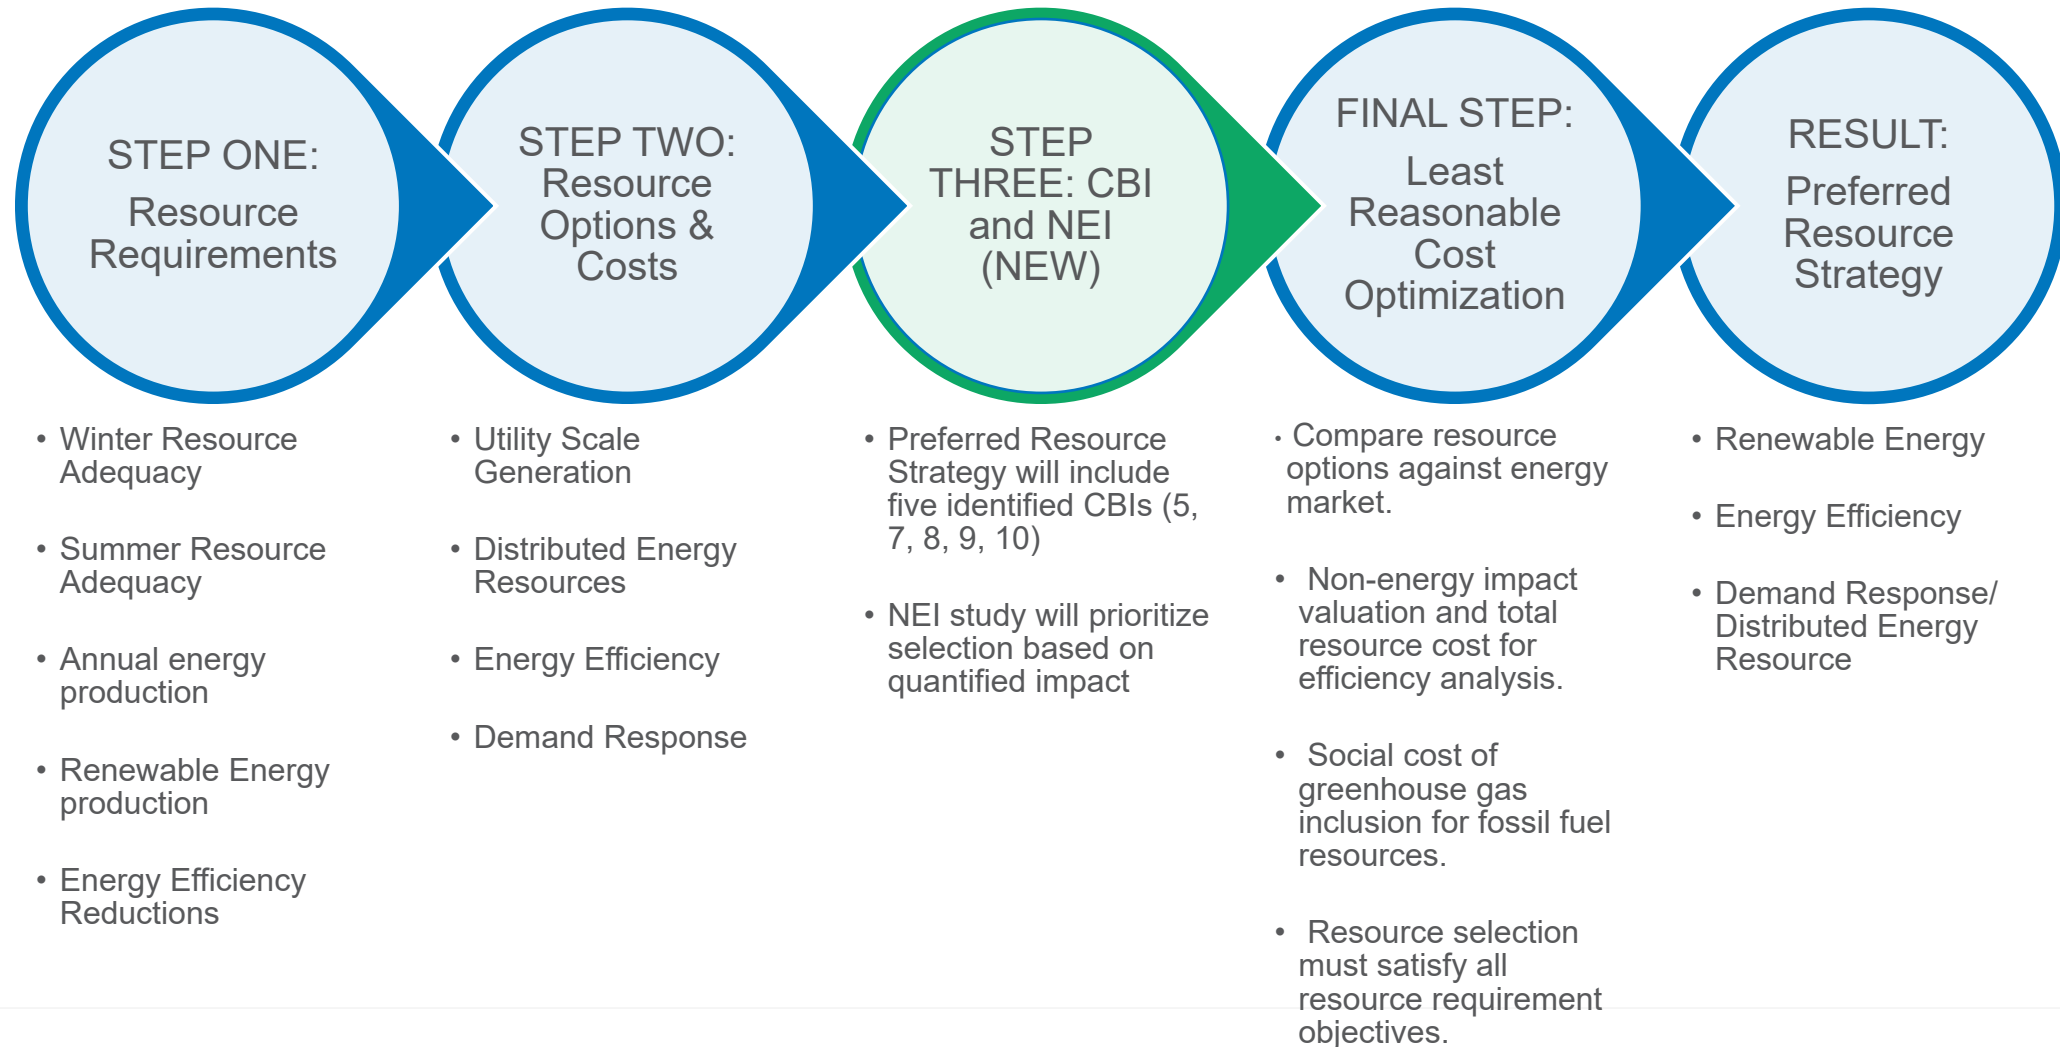 STEP ONE:
Resource
Requirements
• Winter Resource
Adequacy
• Summer Resource
Adequacy
• Annual energy
production
• Renewable Energy
production
• Energy Efficiency
Reductions
STEP TWO:
Resource
Options &
Costs
• Utility Scale
Generation
• Distributed Energy
Resources
• Energy Efficiency
• Demand Response
STEP
THREE: CBI
and NEI
(NEW)
• Preferred Resource
Strategy will include
five identified CBIs (5,
7, 8, 9, 10)
• NEI study will prioritize
selection based on
quantified impact
FINAL STEP:
Least
Reasonable
Cost
Optimization
• Compare resource
options against energy
market.
• Non-energy impact
valuation and total
resource cost for
efficiency analysis.
• Social cost of
greenhouse gas
inclusion for fossil fuel
resources.
• Resource selection
must satisfy all
resource requirement
objectives.
RESULT:
Preferred
Resource
Strategy
• Renewable Energy
• Energy Efficiency
• Demand Response/
Distributed Energy
Resource